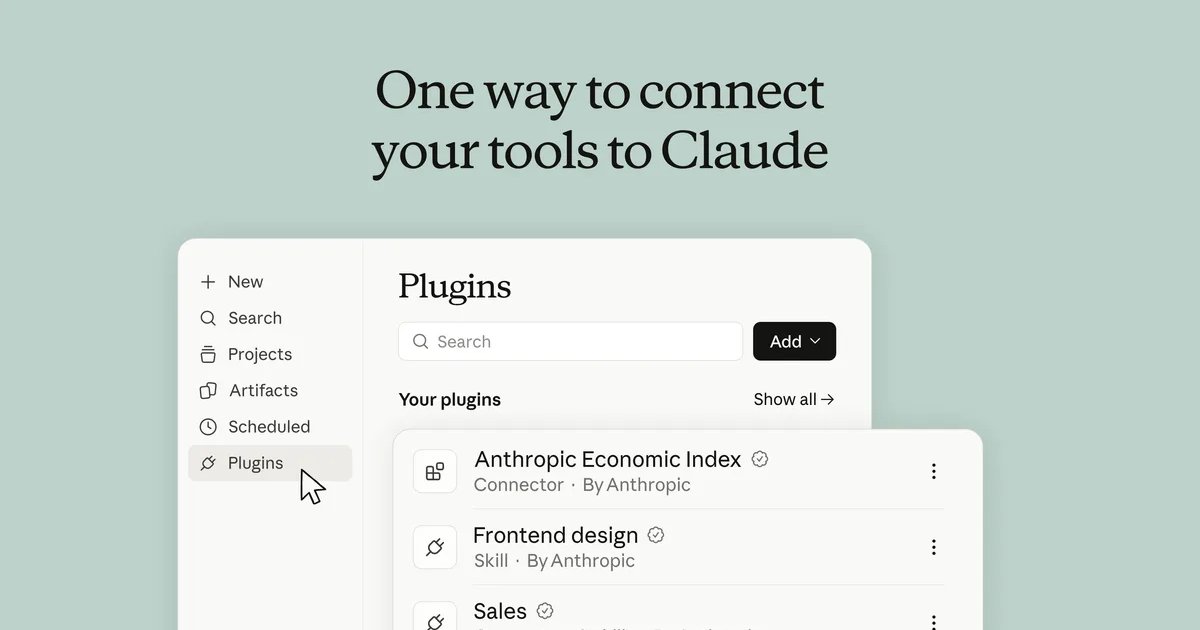 One way to connect
your tools to Claude
New
Search
Projects
Artifacts
Scheduled
Plugins
Plugins
Search
Add
Your plugins
Show all →
Anthropic Economic Index
Connector · By Anthropic
Frontend design
Skill · By Anthropic
Sales